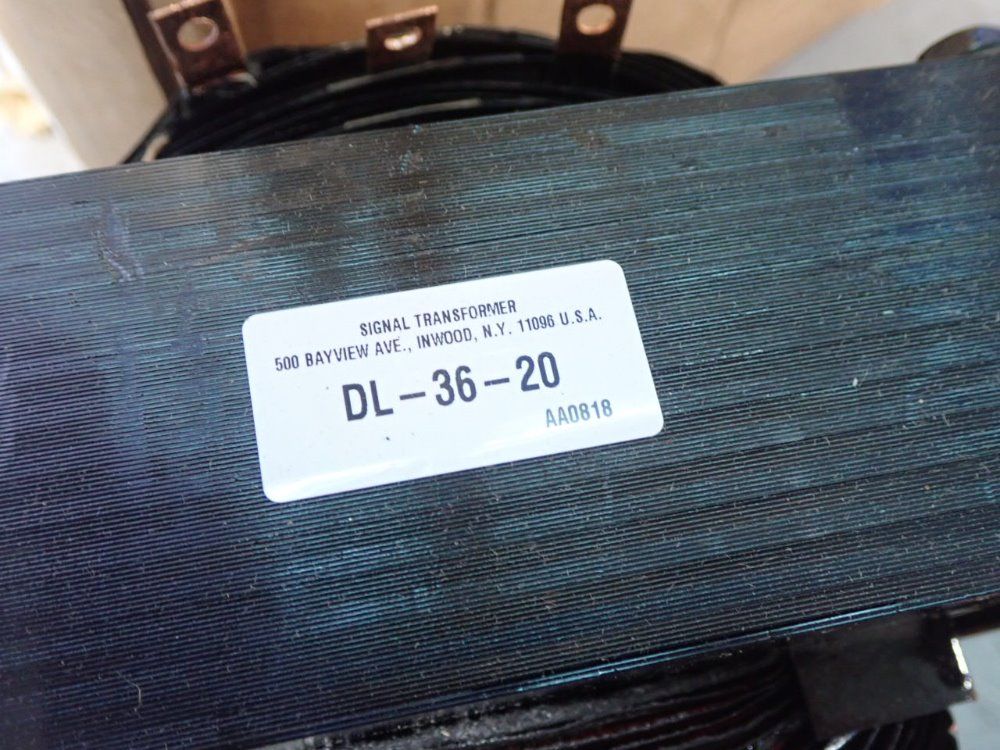 SIGNAL TRANSFORMER
500 BAYVIEW AVE., INWOOD, N.Y. 11096 U.S.A.
DL-36-20
AA0818